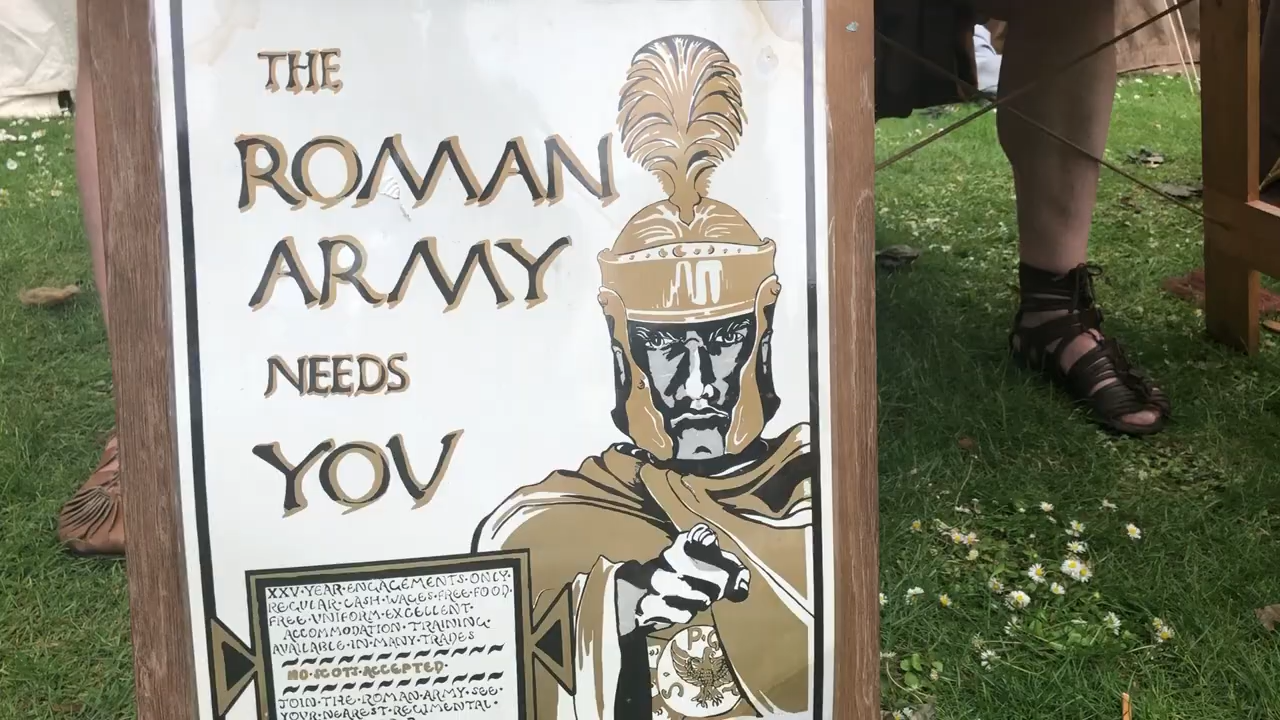 THE
ROMAN
ARMY
NEEDS
YOV
XXV·YEAR·ENGAGEMENTS·ONLY·
REGULAR·CASH·WAGES·FREE·FOOD·
FREE·UNIFORM·EXCELLENT·
ACCOMMODATION·TRAINING·
AVAILABLE·IN·MANY·TRADES
NO·SCOTS·ACCEPTED·
JOIN·THE·ROMAN·ARMY·SEE·
YOUR·NEAREST·REGIMENTAL·